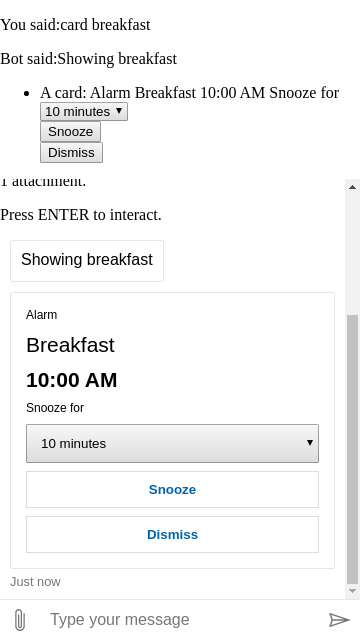 You said:card breakfast
Bot said:Showing breakfast
A card: Alarm Breakfast 10:00 AM Snooze for
10 minutes
Snooze
Dismiss
1 attachment.
Press ENTER to interact.
Showing breakfast
Alarm
Breakfast
10:00 AM
Snooze for
10 minutes
Snooze
Dismiss
Just now
Type your message